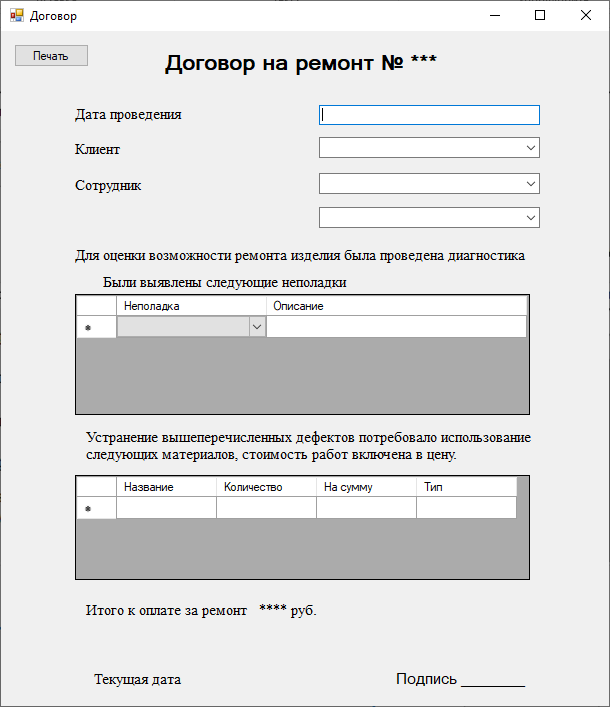 Договор
Печать
Договор на ремонт № ***
Дата проведения
Клиент
Сотрудник
Для оценки возможности ремонта изделия была проведена диагностика
Были выявлены следующие неполадки
Неполадка Описание
Устранение вышеперечисленных дефектов потребовало использование
следующих материалов, стоимость работ включена в цену.
Название Количество На сумму Тип
Итого к оплате за ремонт **** руб.
Текущая дата Подпись ________